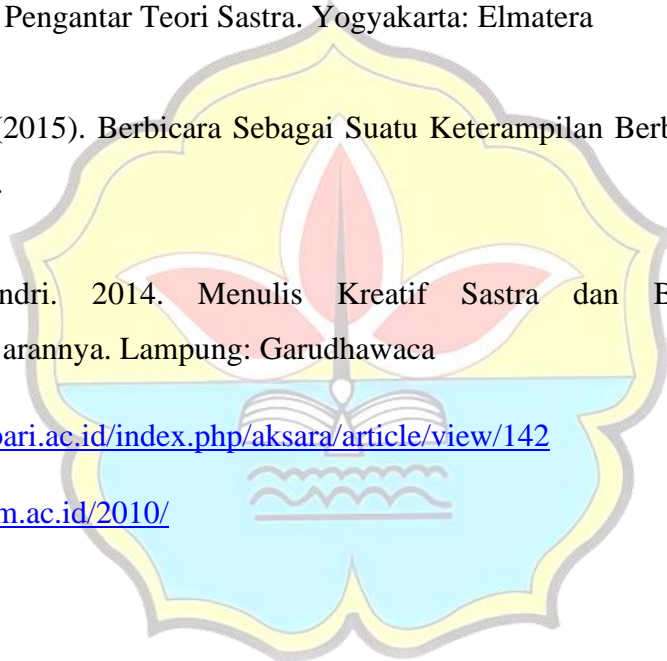 Pengantar Teori Sastra. Yogyakarta: Elmatera
(2015). Berbicara Sebagai Suatu Keterampilan Berb
.
ndri. 2014. Menulis Kreatif Sastra dan B
arannya. Lampung: Garudhawaca
pari.ac.id/index.php/aksara/article/view/142
m.ac.id/2010/